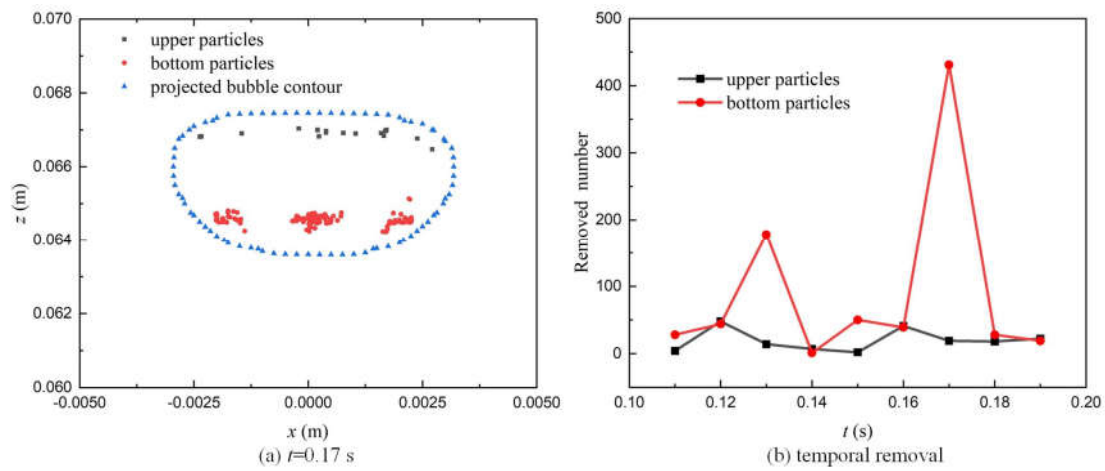 0.070
0.068
0.066
0.064
0.062
0.060
z (m)
upper particles
bottom particles
projected bubble contour
-0.0050
-0.0025
0.0000
0.0025
0.0050
x (m)
(a) t=0.17 s
500
400
300
200
100
0
Removed number
upper particles
bottom particles
0.10
0.12
0.14
0.16
0.18
0.20
t (s)
(b) temporal removal